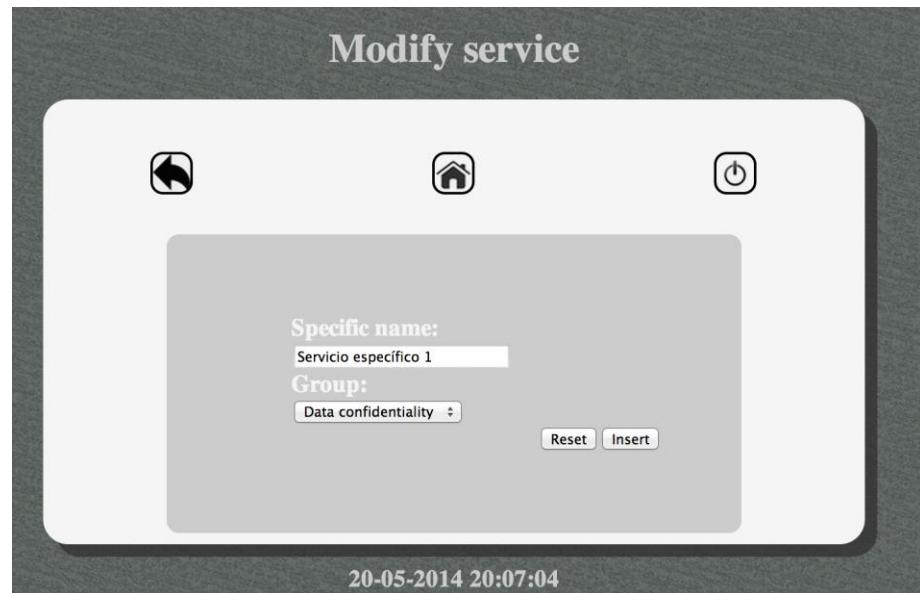 Modify service
Specific name:
Servicio específico 1
Group:
Data confidentiality
Reset Insert
20-05-2014 20:07:04